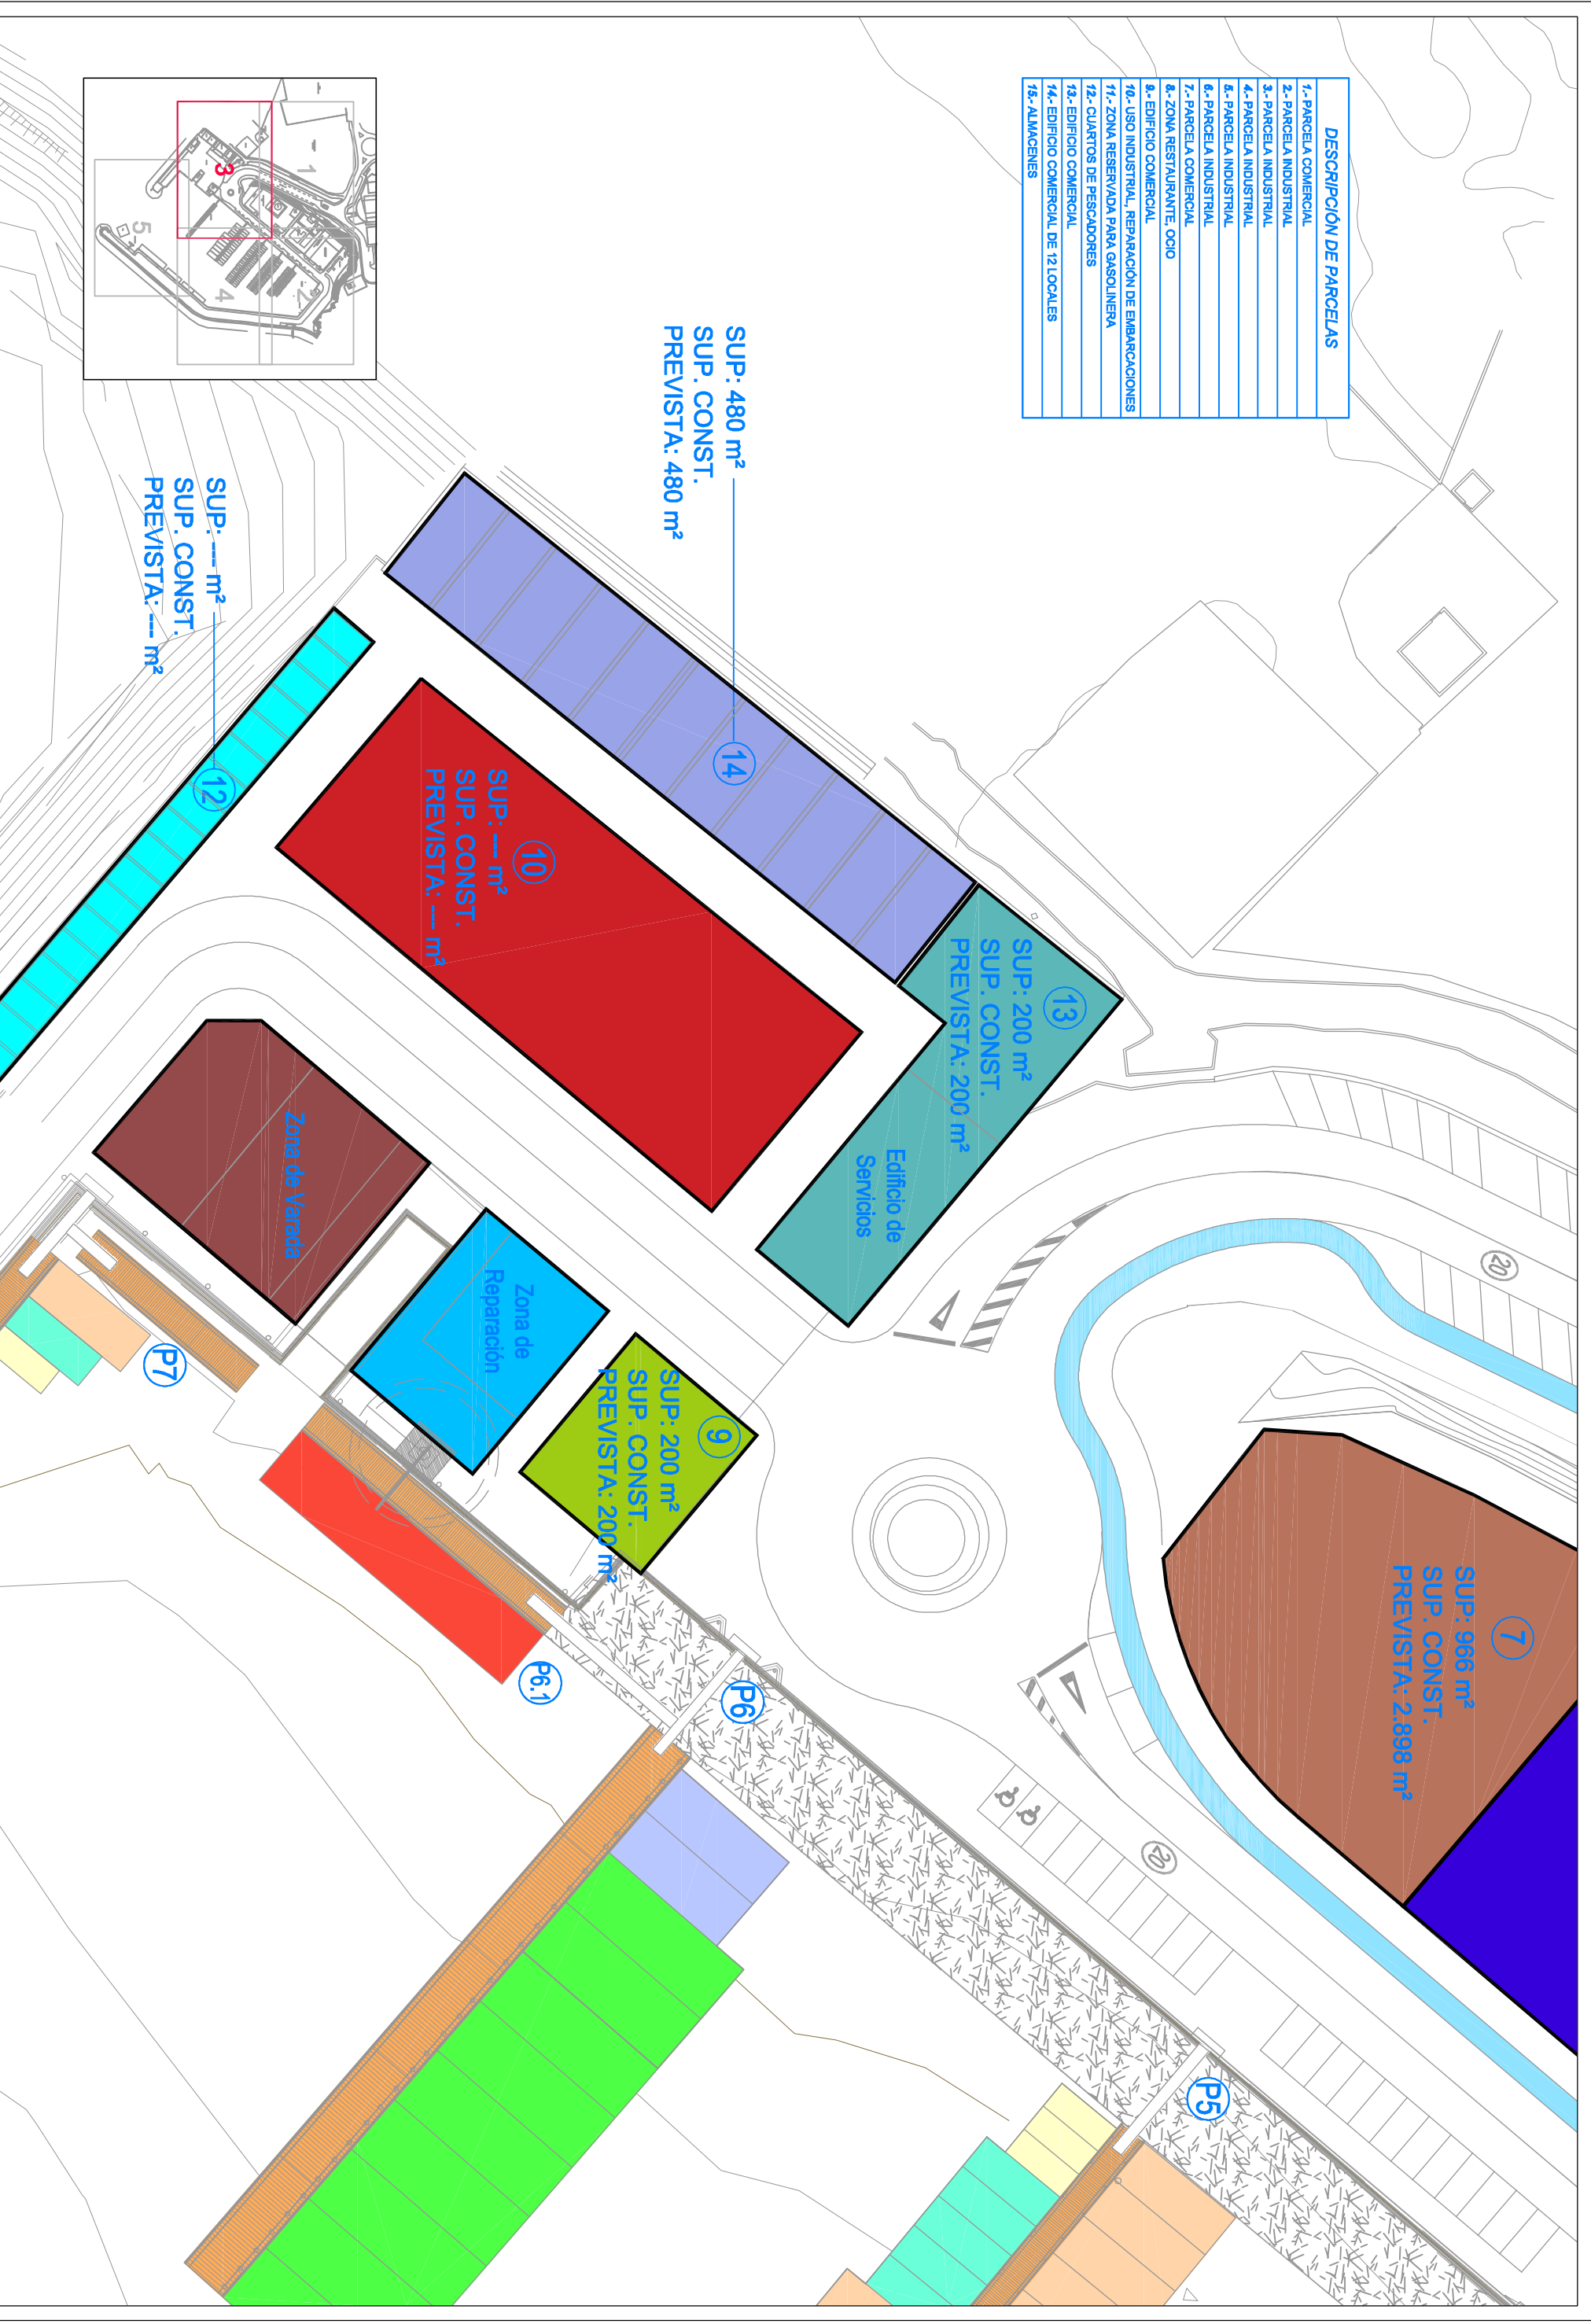 DESCRIPCIÓN DE PARCELAS
1.- PARCELA COMERCIAL
2.- PARCELA INDUSTRIAL
3.- PARCELA INDUSTRIAL
4.- PARCELA INDUSTRIAL
5.- PARCELA INDUSTRIAL
6.- PARCELA INDUSTRIAL
7.- PARCELA COMERCIAL
8.- ZONA RESTAURANTE, OCIO
9.- EDIFICIO COMERCIAL
10.- USO INDUSTRIAL, REPARACIÓN DE EMBARCACIONES
11.- ZONA RESERVADA PARA GASOLINERA
12.- CUARTOS DE PESCADORES
13.- EDIFICIO COMERCIAL
14.- EDIFICIO COMERCIAL DE 12 LOCALES
15.- ALMACENES
20
7
SUP: 966 m²
SUP. CONST.
PREVISTA: 2.898 m²
20
P5
13
SUP: 200 m²
SUP. CONST.
PREVISTA: 200 m²
Edificio de
Servicios
SUP: 480 m²
SUP. CONST.
PREVISTA: 480 m²
14
9
SUP: 200 m²
SUP. CONST.
PREVISTA: 200 m²
P6
P6.1
10
SUP: --- m²
SUP. CONST.
PREVISTA: --- m²
Zona de
Reparación
Zona de Varada
SUP: --- m²
SUP. CONST.
PREVISTA: --- m²
12
P7
1
2
3
4
5